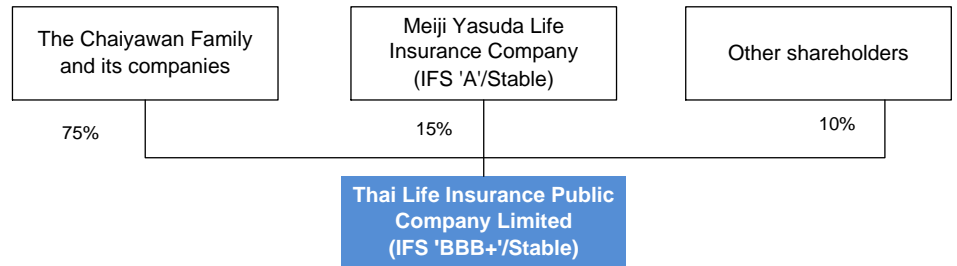 The Chaiyawan Family
and its companies
Meiji Yasuda Life
Insurance Company
(IFS 'A'/Stable)
Other shareholders
75%
15%
10%
Thai Life Insurance Public
Company Limited
(IFS 'BBB+'/Stable)